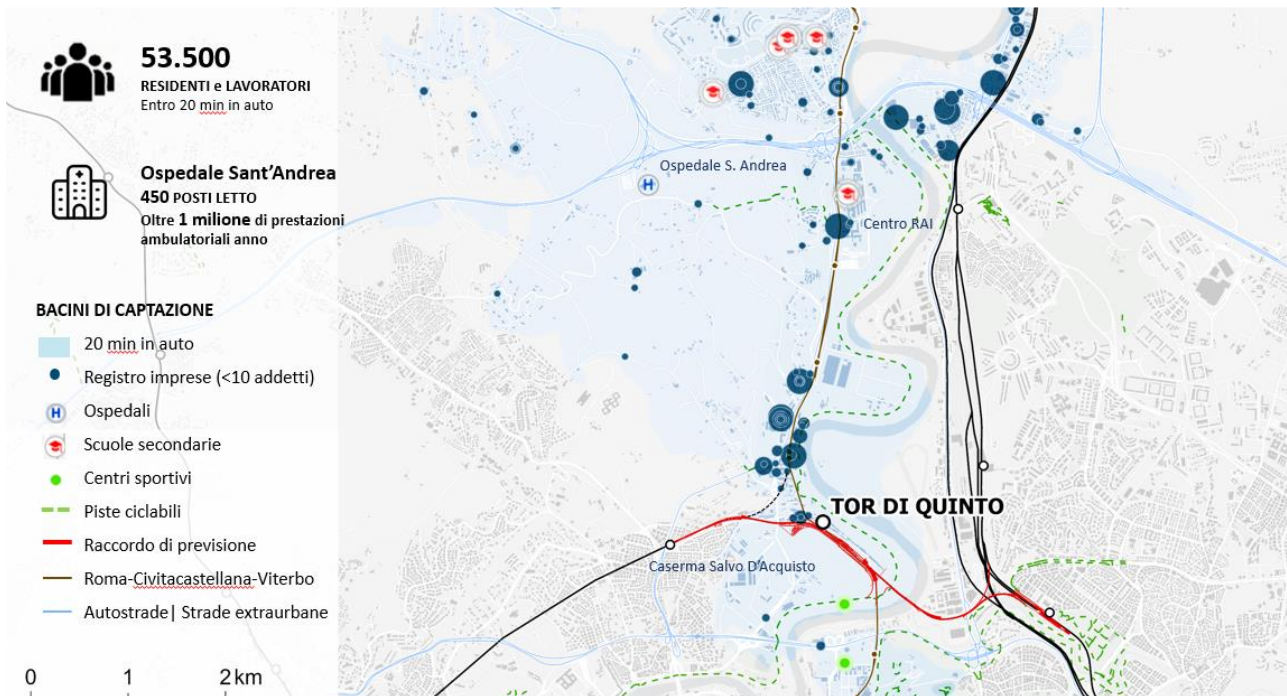 53.500
RESIDENTI e LAVORATORI
Entro 20 min in auto
Ospedale Sant'Andrea
450 POSTI LETTO
Oltre 1 milione di prestazioni
ambulatoriali anno
BACINI DI CAPTAZIONE
20 min in auto
Registro imprese (<10 addetti)
H Ospedali
Scuole secondarie
Centri sportivi
Piste ciclabili
Raccordo di previsione
Roma-Civitacastellana-Viterbo
Autostrade| Strade extraurbane
0 1 2 km
Ospedale S. Andrea
H
Centro RAI
TOR DI QUINTO
Caserma Salvo D'Acquisto